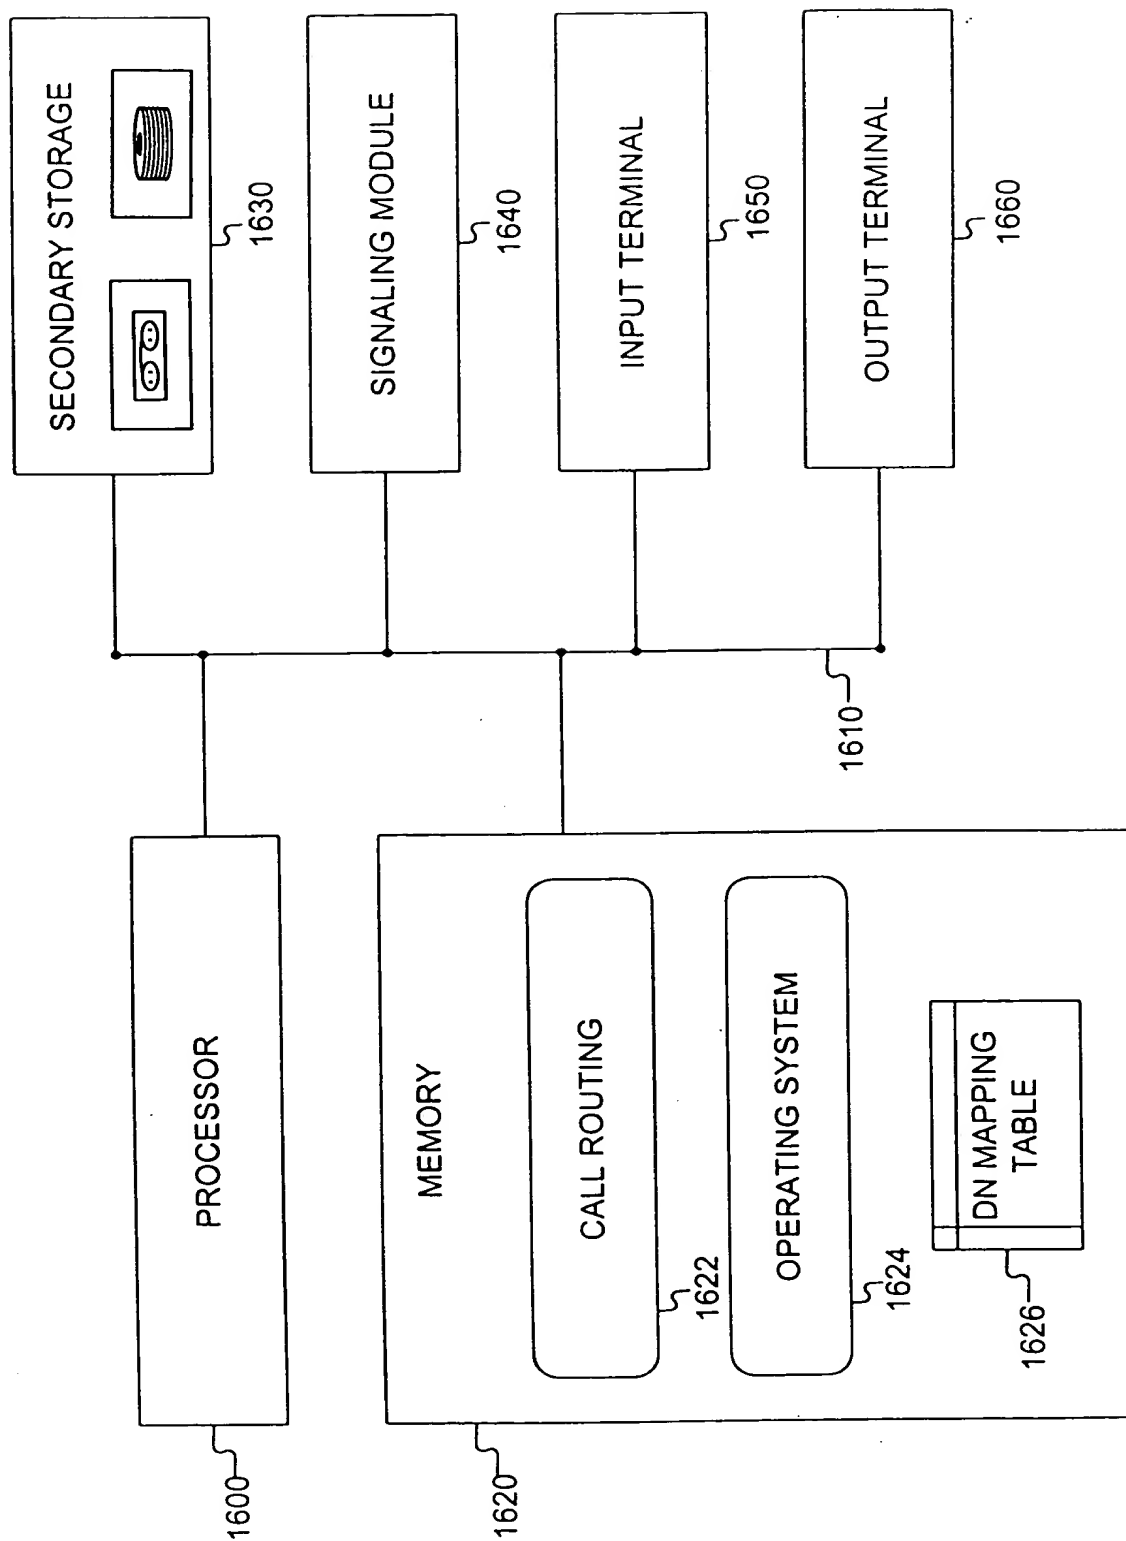 PROCESSOR
1600
MEMORY
1620
CALL ROUTING
1622
OPERATING SYSTEM
1624
DN MAPPING
TABLE
1626
1610
SECONDARY STORAGE
1630
SIGNALING MODULE
1640
INPUT TERMINAL
1650
OUTPUT TERMINAL
1660